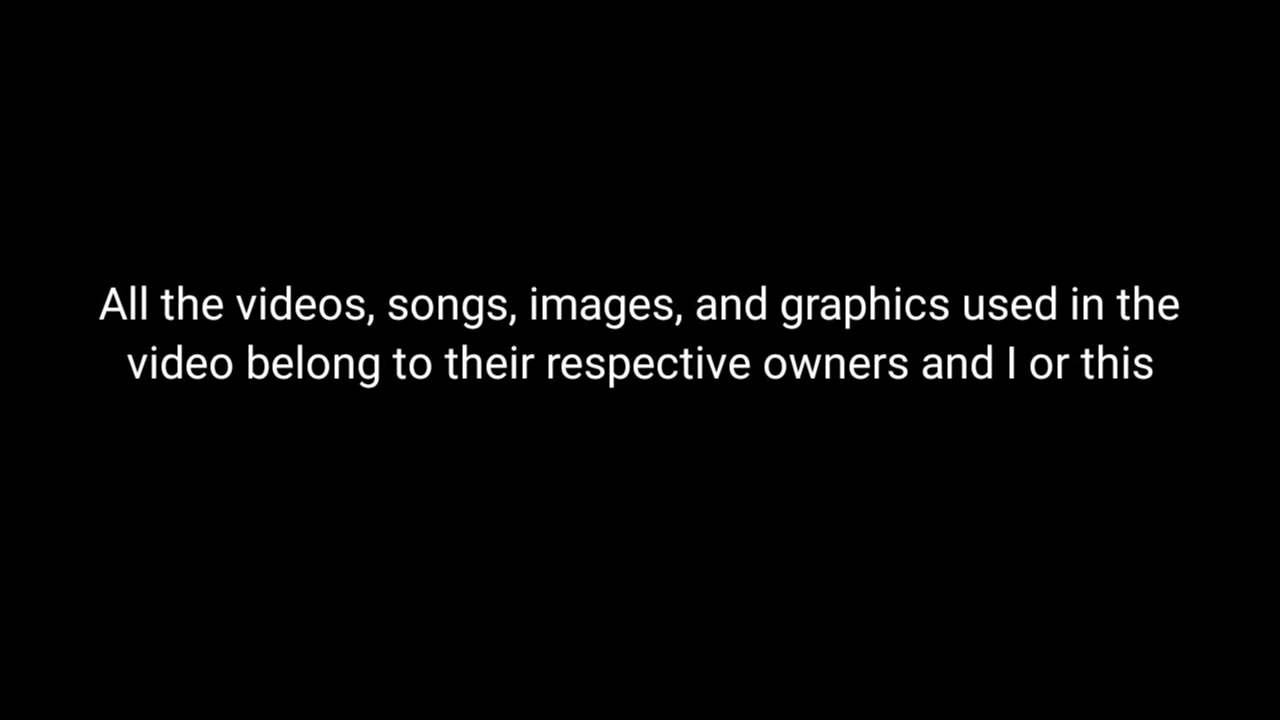 All the videos, songs, images, and graphics used in the
video belong to their respective owners and I or this